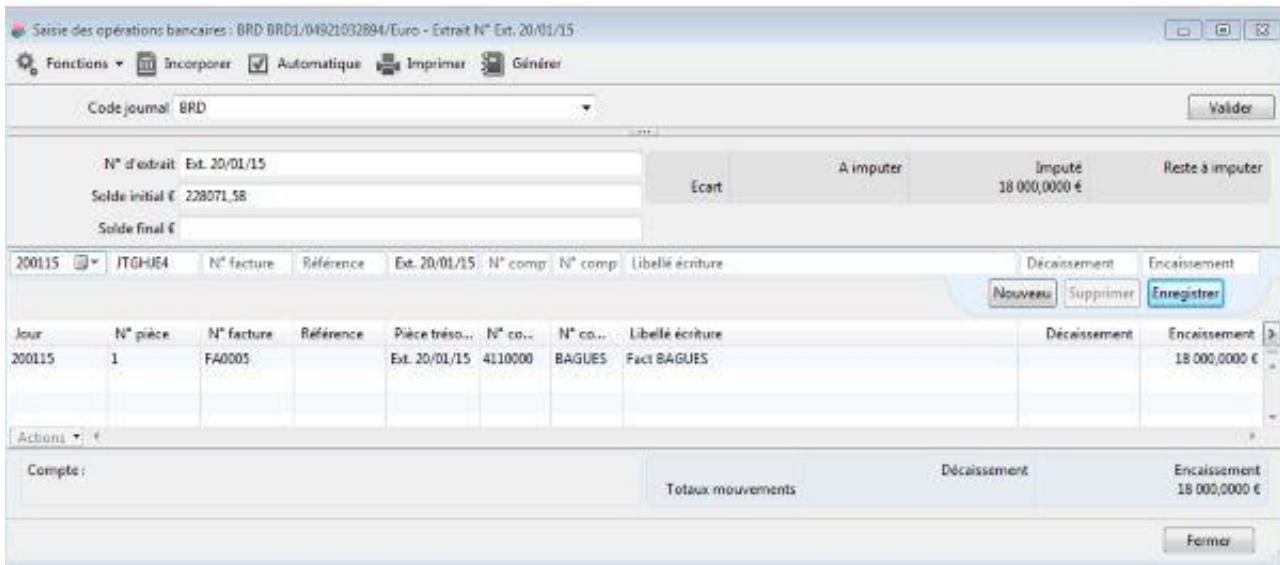 Saisie des opérations bancaires : BRD BRD1/04921032894/Euro - Extrait N° Ext. 20/01/15
Fonctions Incorporer Automatique Imprimer Générer
Code journal BRD Valider
N° d'extrait Ext. 20/01/15
Solde initial € 228071,58
Solde final €
A imputer Imputé Reste à imputer
Ecart 18 000,0000 €
200115 JTGHJE4 N° facture Référence Ext. 20/01/15 N° comp N° comp Libellé écriture Décaissement Encaissement
Nouveau Supprimer Enregistrer
Jour N° pièce N° facture Référence Pièce tréso... N° co... N° co... Libellé écriture Décaissement Encaissement
200115 1 FA0005 Ext. 20/01/15 4110000 BAGUES Fact BAGUES 18 000,0000 €
Actions
Compte : Décaissement Encaissement
Totaux mouvements 18 000,0000 €
Fermer